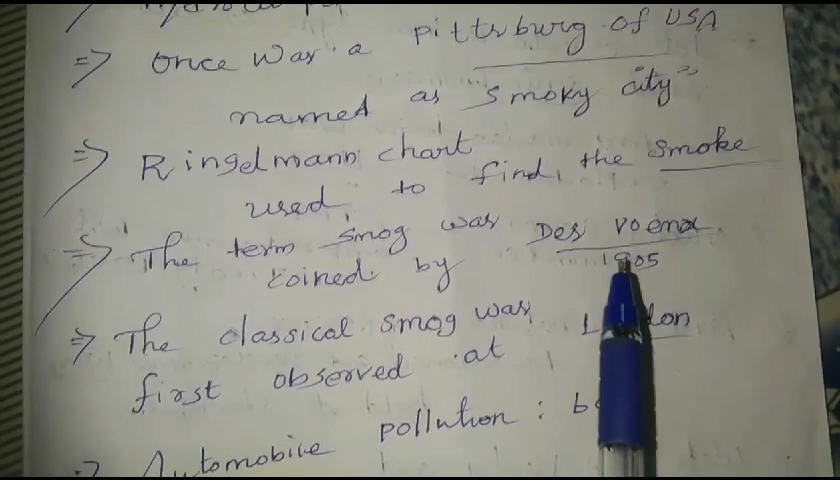 ⇒ Once was a pittsburg of USA
named as "smoky city"
⇒ Ringelmann chart
used to find the smoke
⇒ The term smog was Des voena
coined by 1905
⇒ The classical smog was
first observed at
⇒ Automobile pollution :